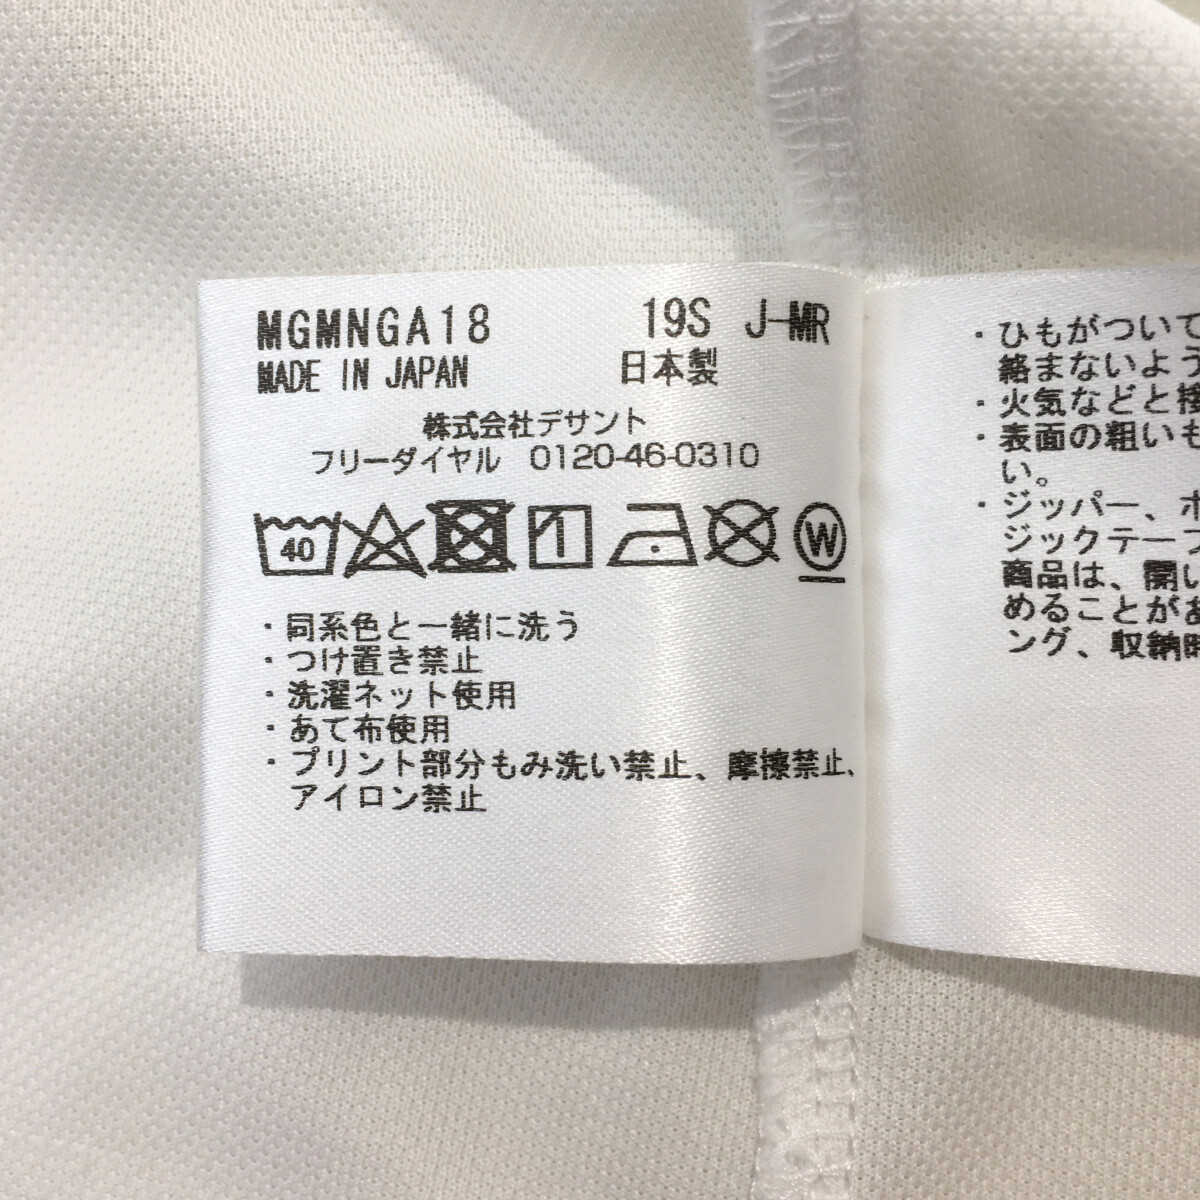 MGMNGA18 19S J-MR
MADE IN JAPAN 日本製
株式会社デサント
フリーダイヤル 0120-46-0310
40 W
・同系色と一緒に洗う
・つけ置き禁止
・洗濯ネット使用
・あて布使用
・プリント部分もみ洗い禁止、摩擦禁止、
アイロン禁止
・ひもがついて
絡まないよう
・火気などと接
・表面の粗いも
い。
・ジッパー、ホ
ジックテープ
商品は、開い
めることがあ
ング、収納時